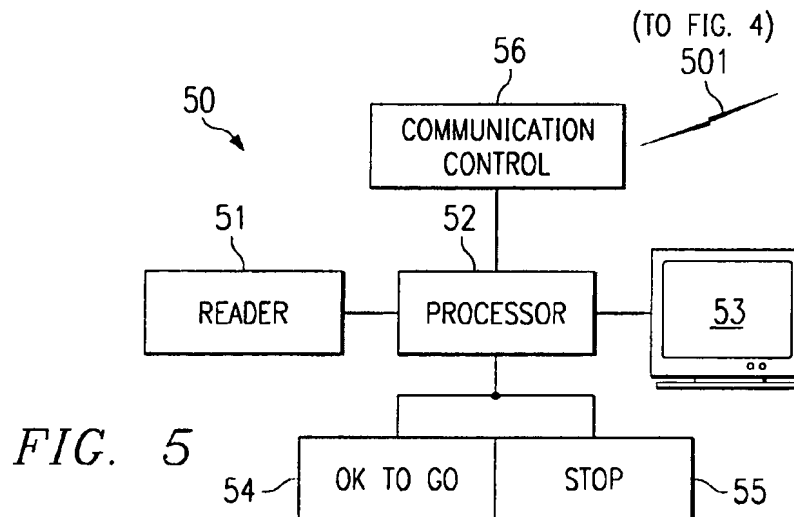 (TO FIG. 4)
501
56
50
COMMUNICATION
CONTROL
51
52
READER
PROCESSOR
53
FIG. 5
54
OK TO GO
STOP
55